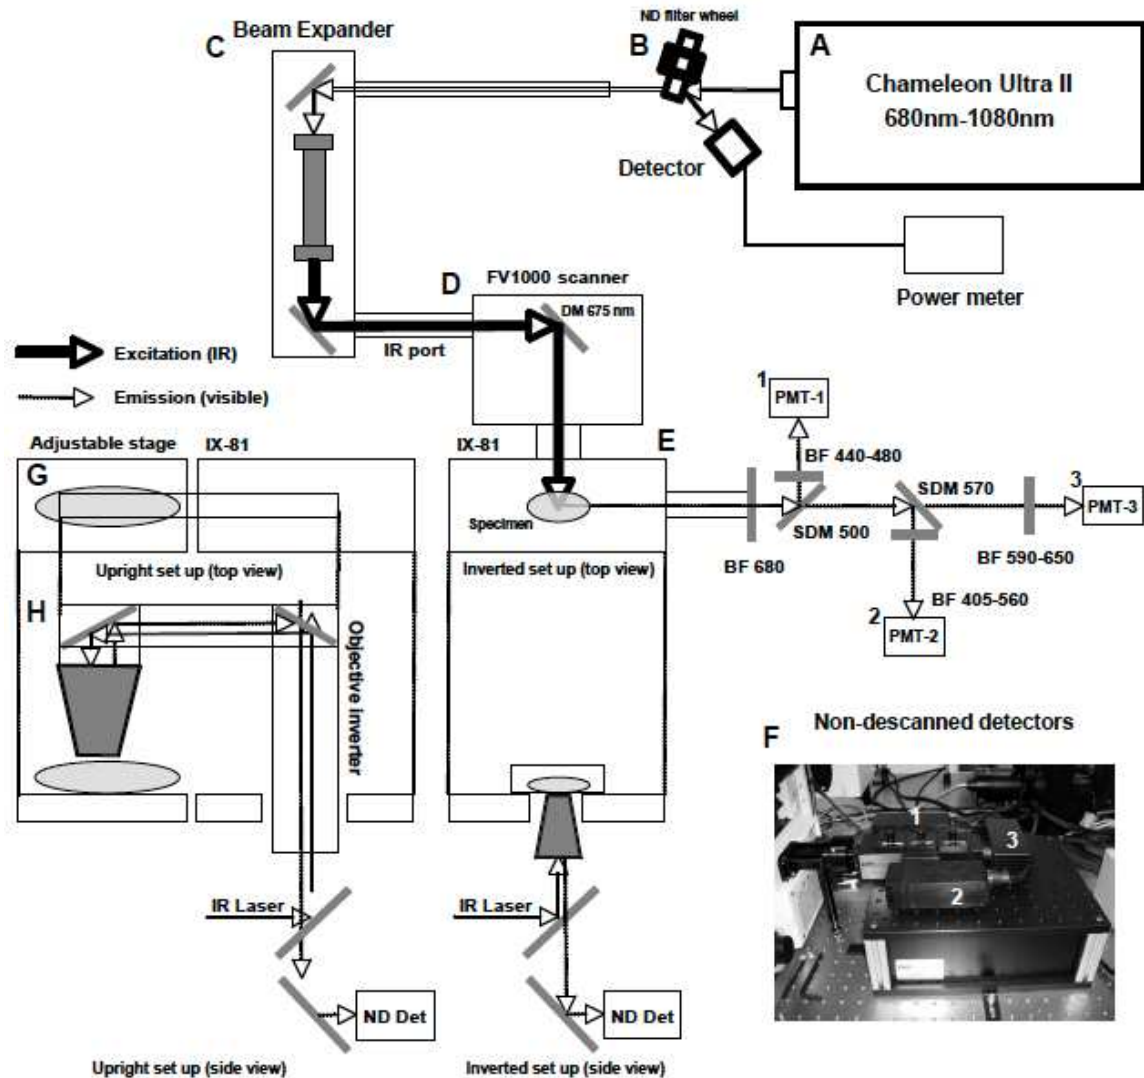 ND filter wheel
C
Beam Expander
B
A
Chameleon Ultra II
680nm-1080nm
Detector
Power meter
D
FV1000 scanner
DM 675 nm
IR port
Excitation (IR)
Emission (visible)
1
PMT-1
Adjustable stage
IX-81
IX-81
E
BF 440-480
G
SDM 570
3
PMT-3
Specimen
SDM 500
BF 590-650
BF 680
Upright set up (top view)
Inverted set up (top view)
BF 405-560
2
PMT-2
H
Objective inverter
F
Non-descanned detectors
1
3
2
IR Laser
IR Laser
ND Det
ND Det
Upright set up (side view)
Inverted set up (side view)